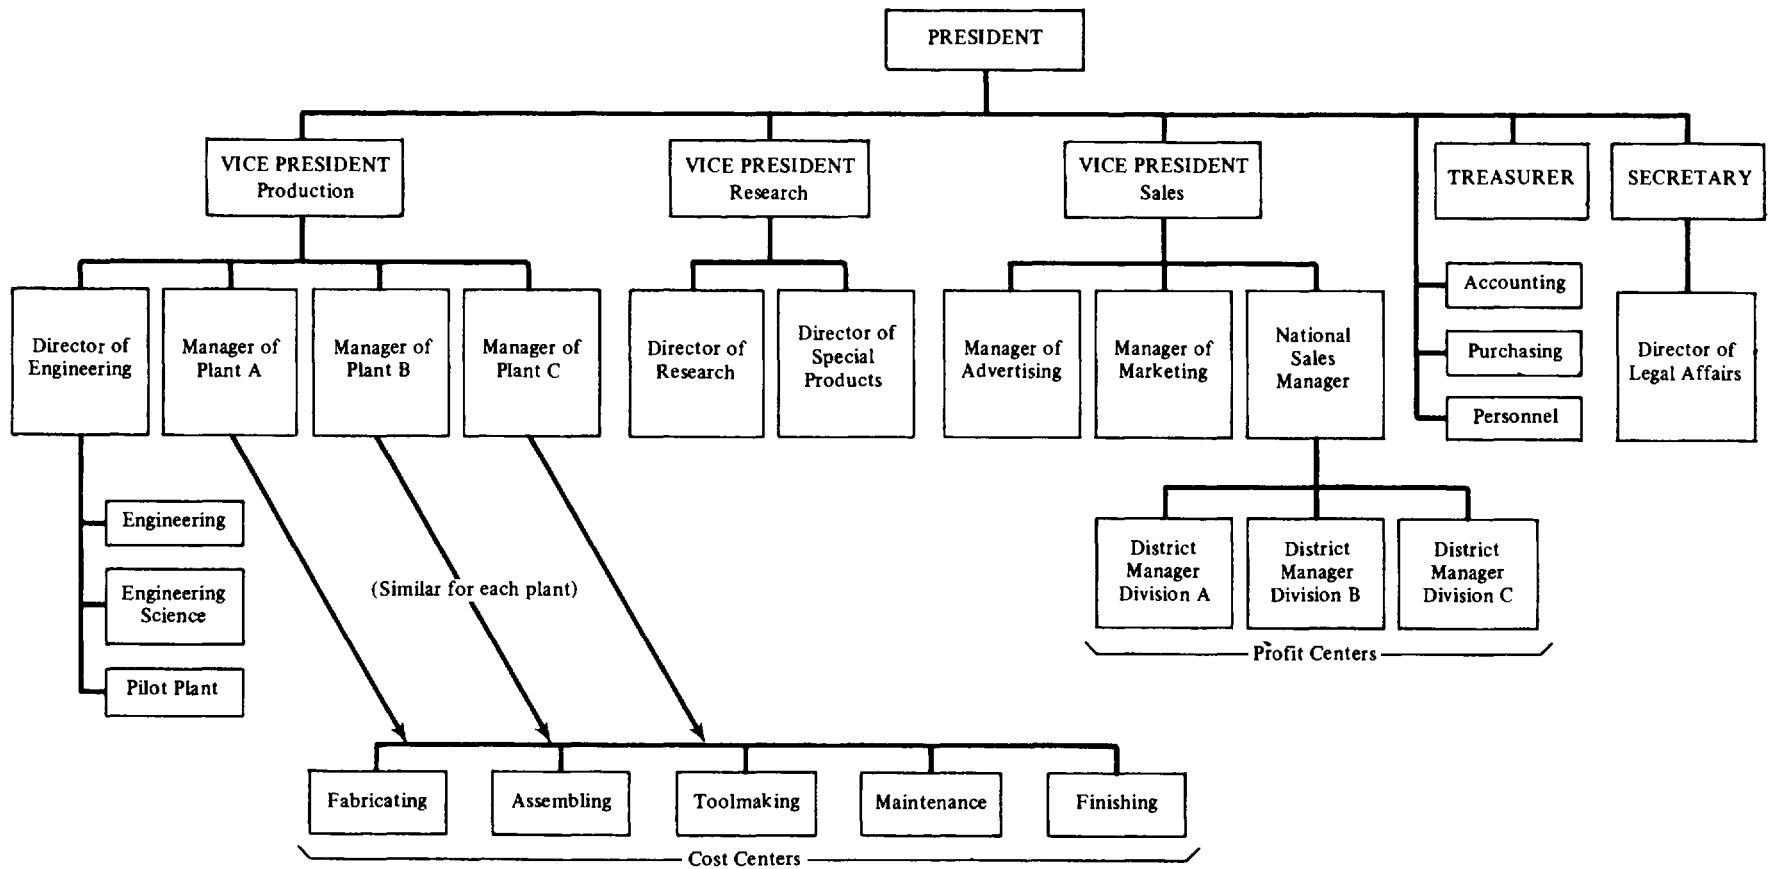 PRESIDENT
VICE PRESIDENT
Production
VICE PRESIDENT
Research
VICE PRESIDENT
Sales
TREASURER
SECRETARY
Director of
Engineering
Manager of
Plant A
Manager of
Plant B
Manager of
Plant C
Director of
Research
Director of
Special
Products
Manager of
Advertising
Manager of
Marketing
National
Sales
Manager
Accounting
Purchasing
Personnel
Director of
Legal Affairs
Engineering
Engineering
Science
Pilot Plant
(Similar for each plant)
District
Manager
Division A
District
Manager
Division B
District
Manager
Division C
Profit Centers
Fabricating
Assembling
Toolmaking
Maintenance
Finishing
Cost Centers